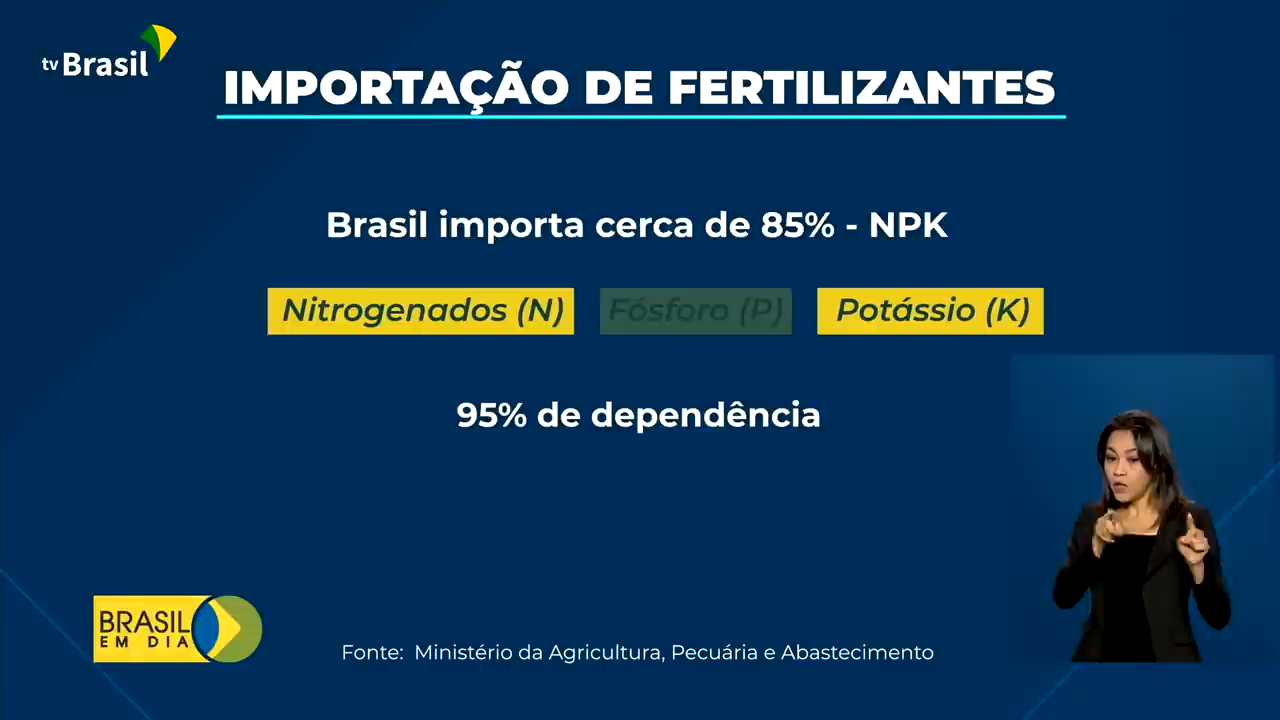 tv Brasil
IMPORTAÇÃO DE FERTILIZANTES
Brasil importa cerca de 85% - NPK
Nitrogenados (N) Fósforo (P) Potássio (K)
95% de dependência
BRASIL
EM DIA
Fonte: Ministério da Agricultura, Pecuária e Abastecimento